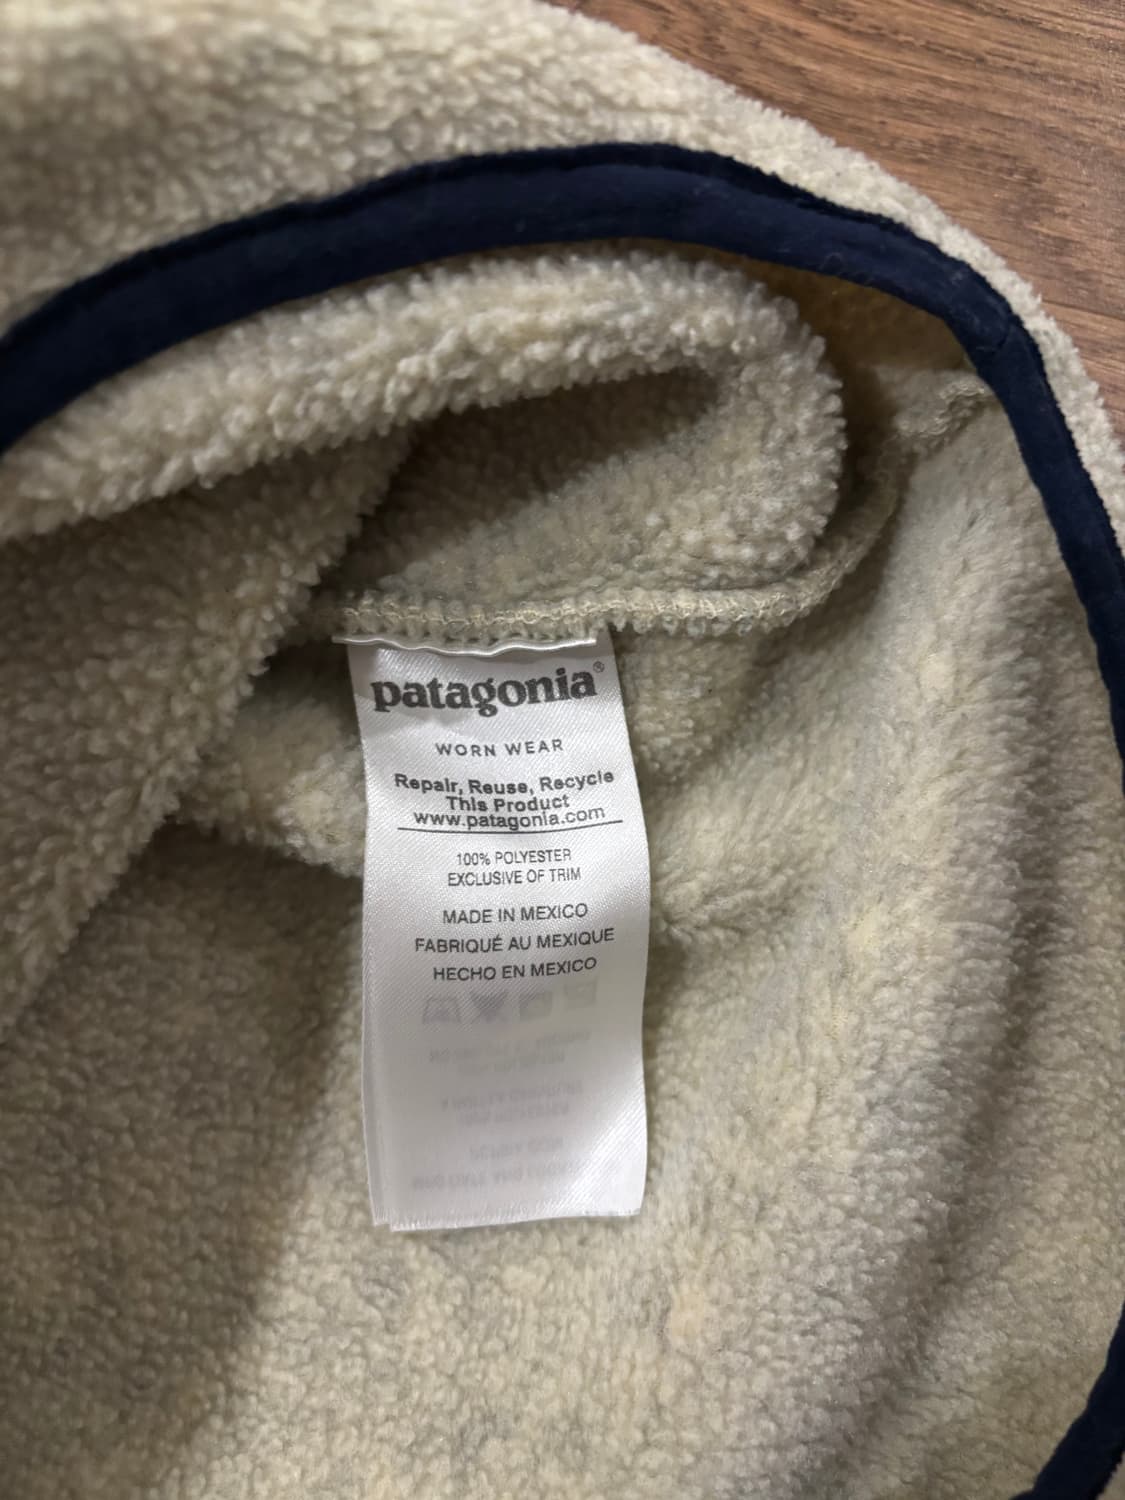 patagonia®
WORN WEAR
Repair, Reuse, Recycle
This Product
www.patagonia.com
100% POLYESTER
EXCLUSIVE OF TRIM
MADE IN MEXICO
FABRIQUÉ AU MEXIQUE
HECHO EN MEXICO